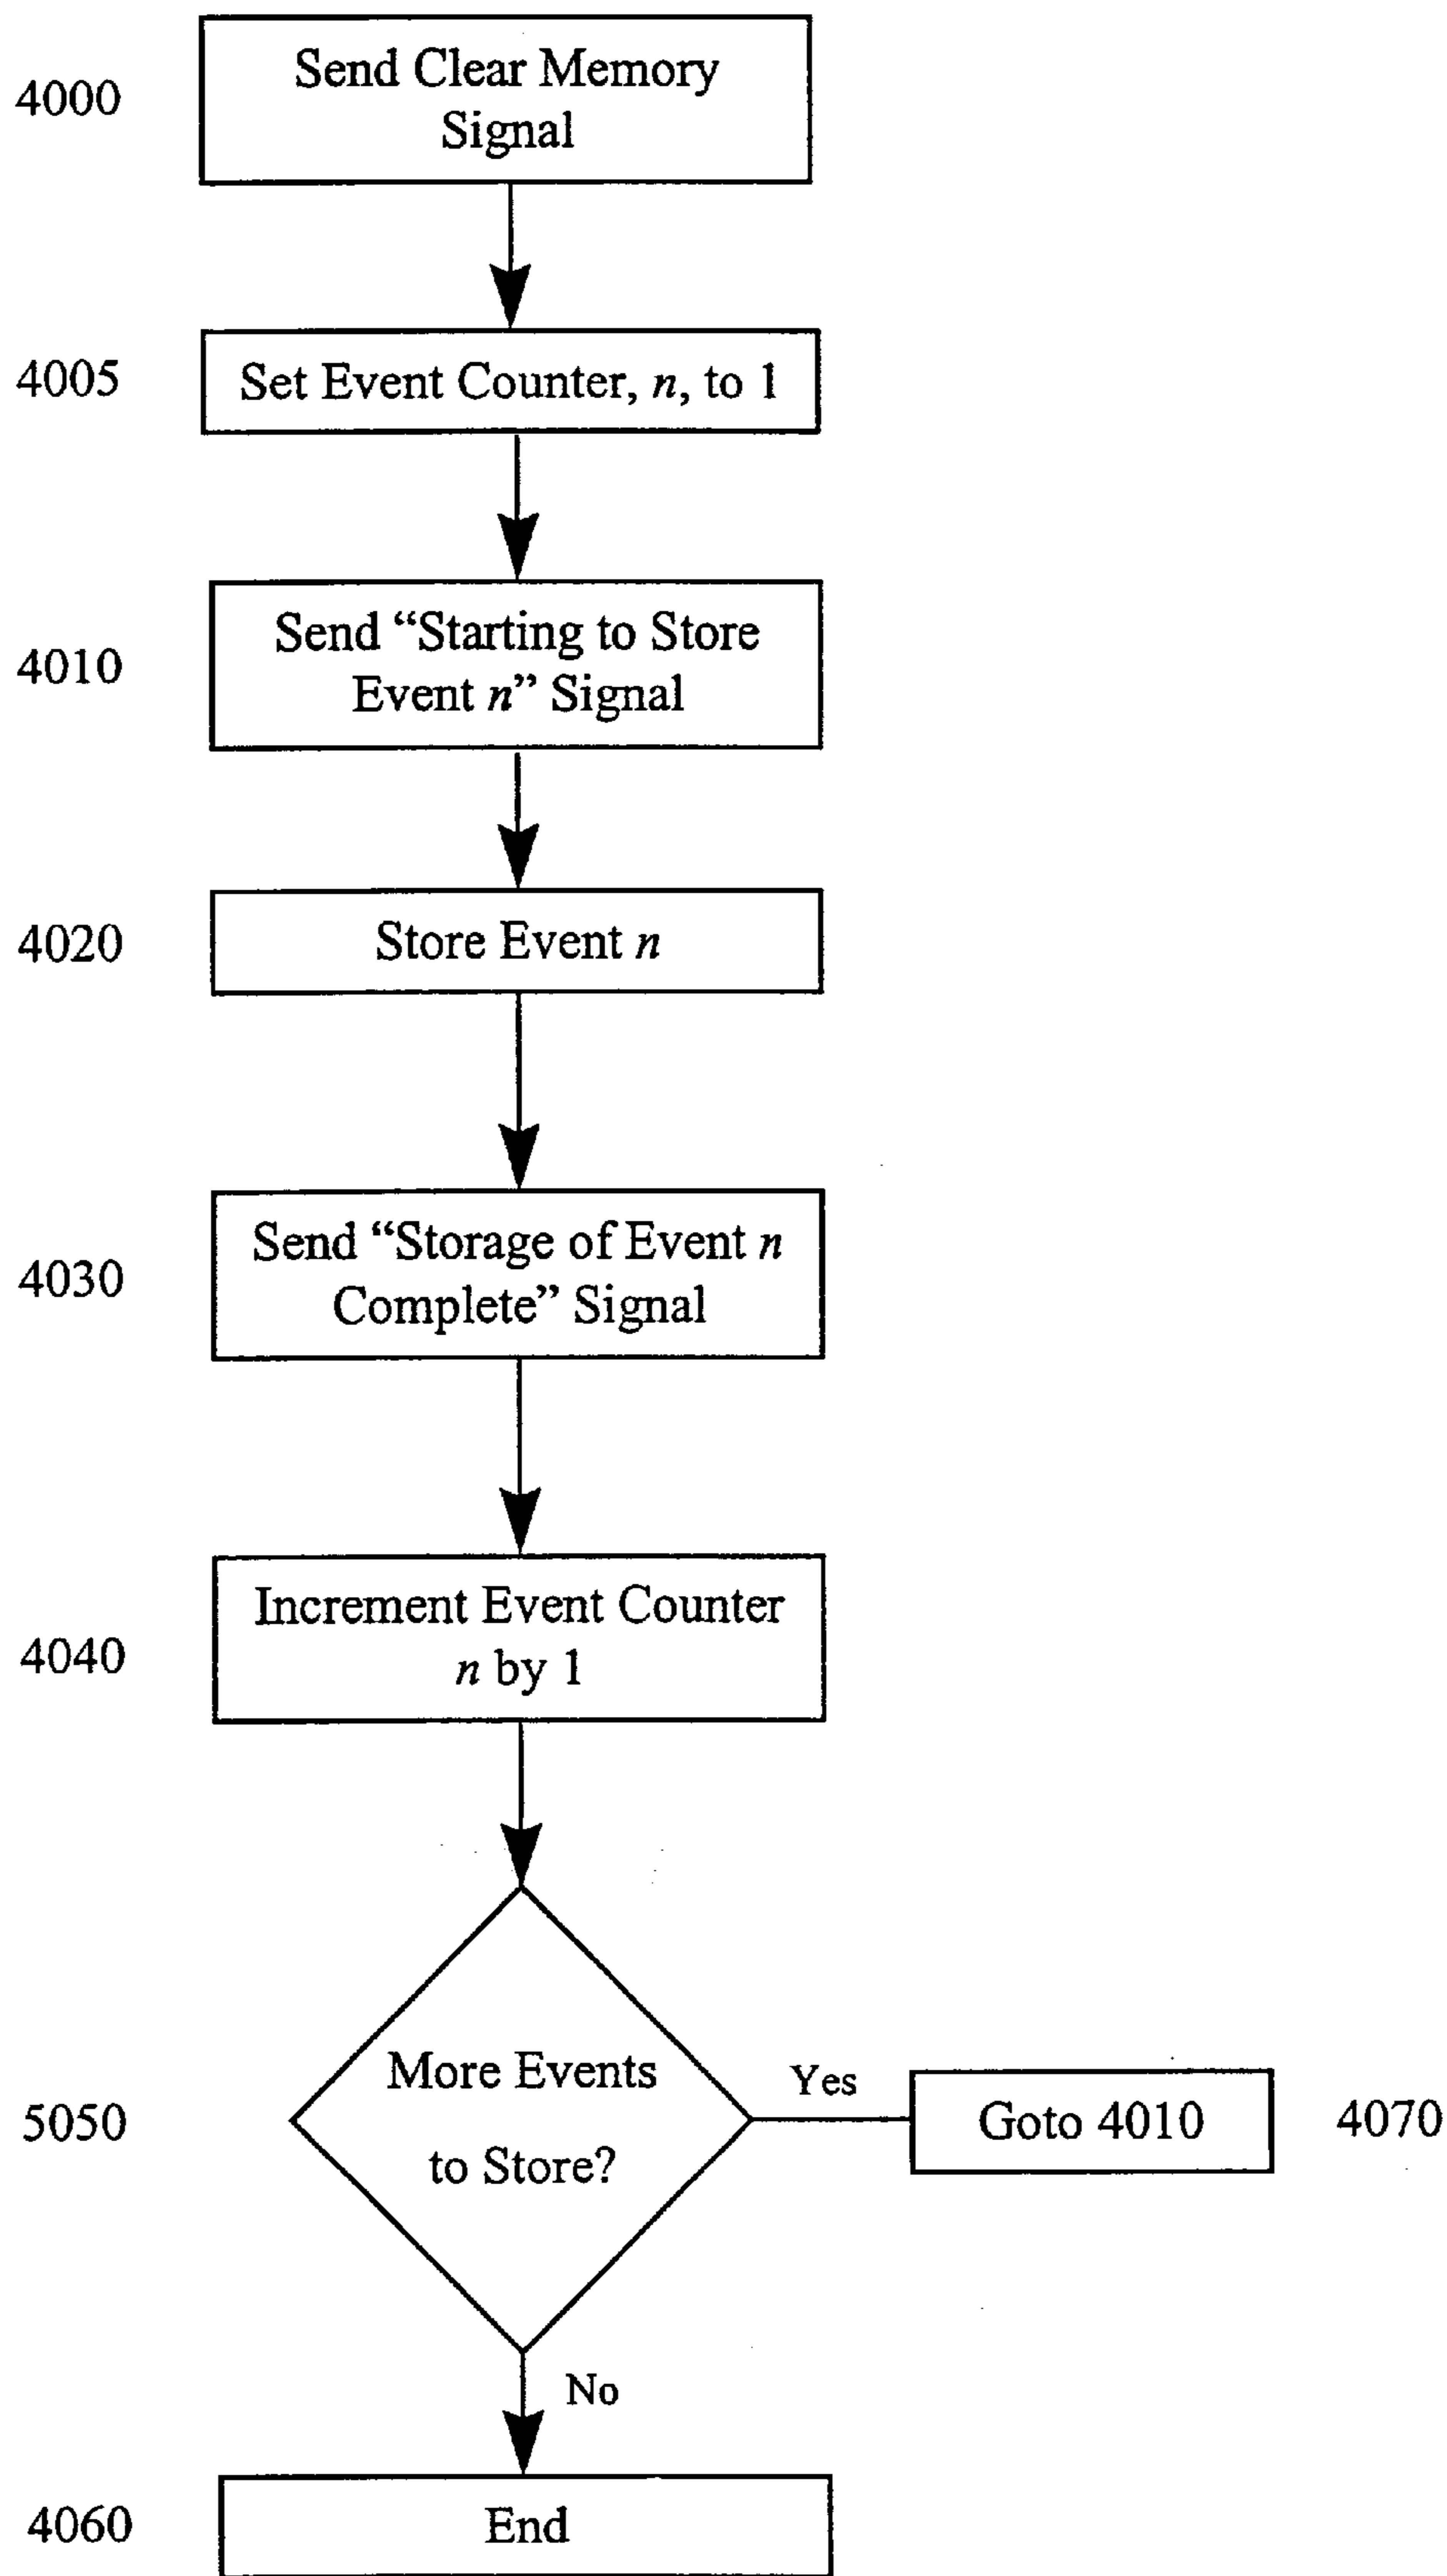 4000
Send Clear Memory
Signal
4005
Set Event Counter, n, to 1
4010
Send “Starting to Store
Event n” Signal
4020
Store Event n
4030
Send “Storage of Event n
Complete” Signal
4040
Increment Event Counter
n by 1
5050
More Events
to Store?
Yes
Goto 4010
4070
No
4060
End